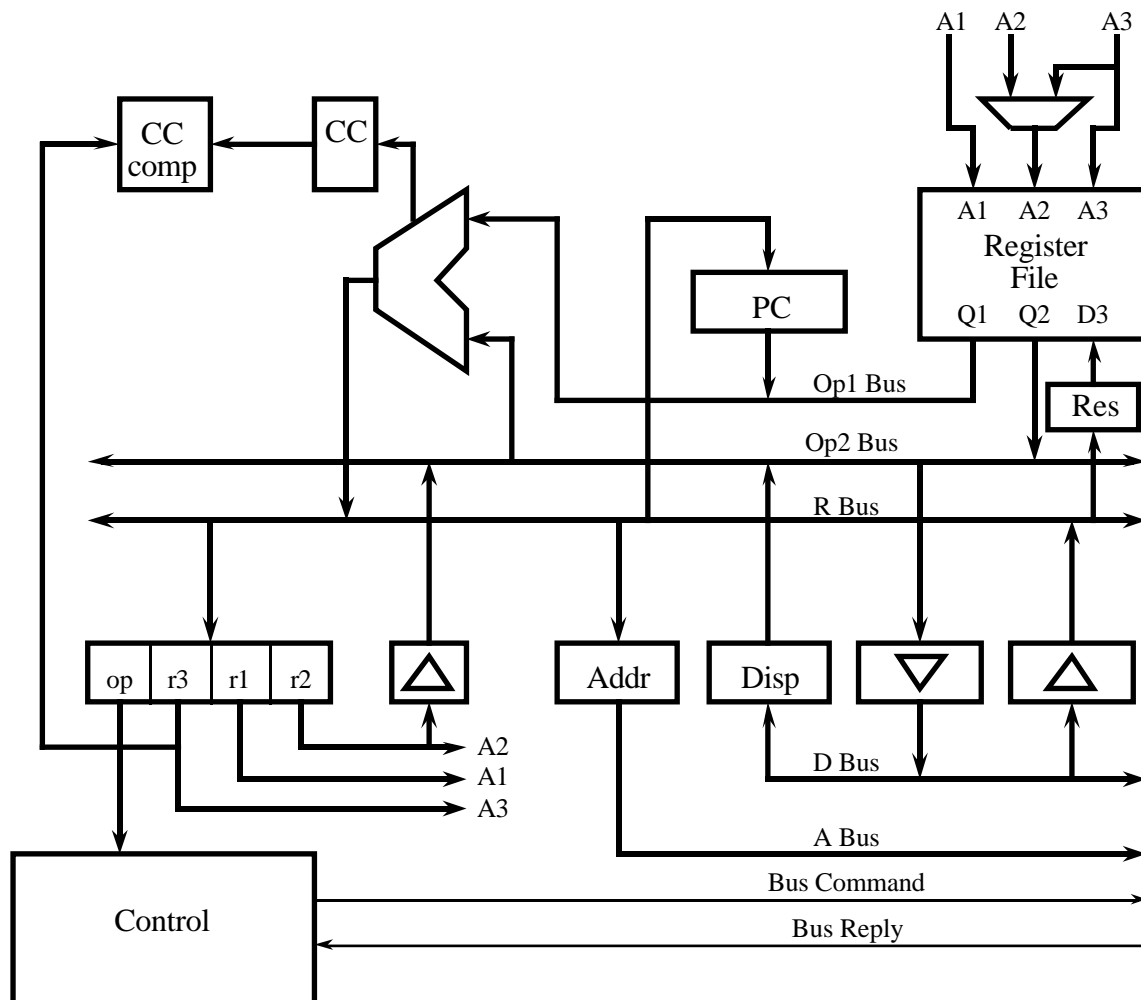 A1 A2 A3
CC
comp
CC
A1 A2 A3
Register
File
Q1 Q2 D3
PC
Op1 Bus
Res
Op2 Bus
R Bus
op r3 r1 r2
Addr
Disp
A2
A1
A3
D Bus
A Bus
Bus Command
Control
Bus Reply